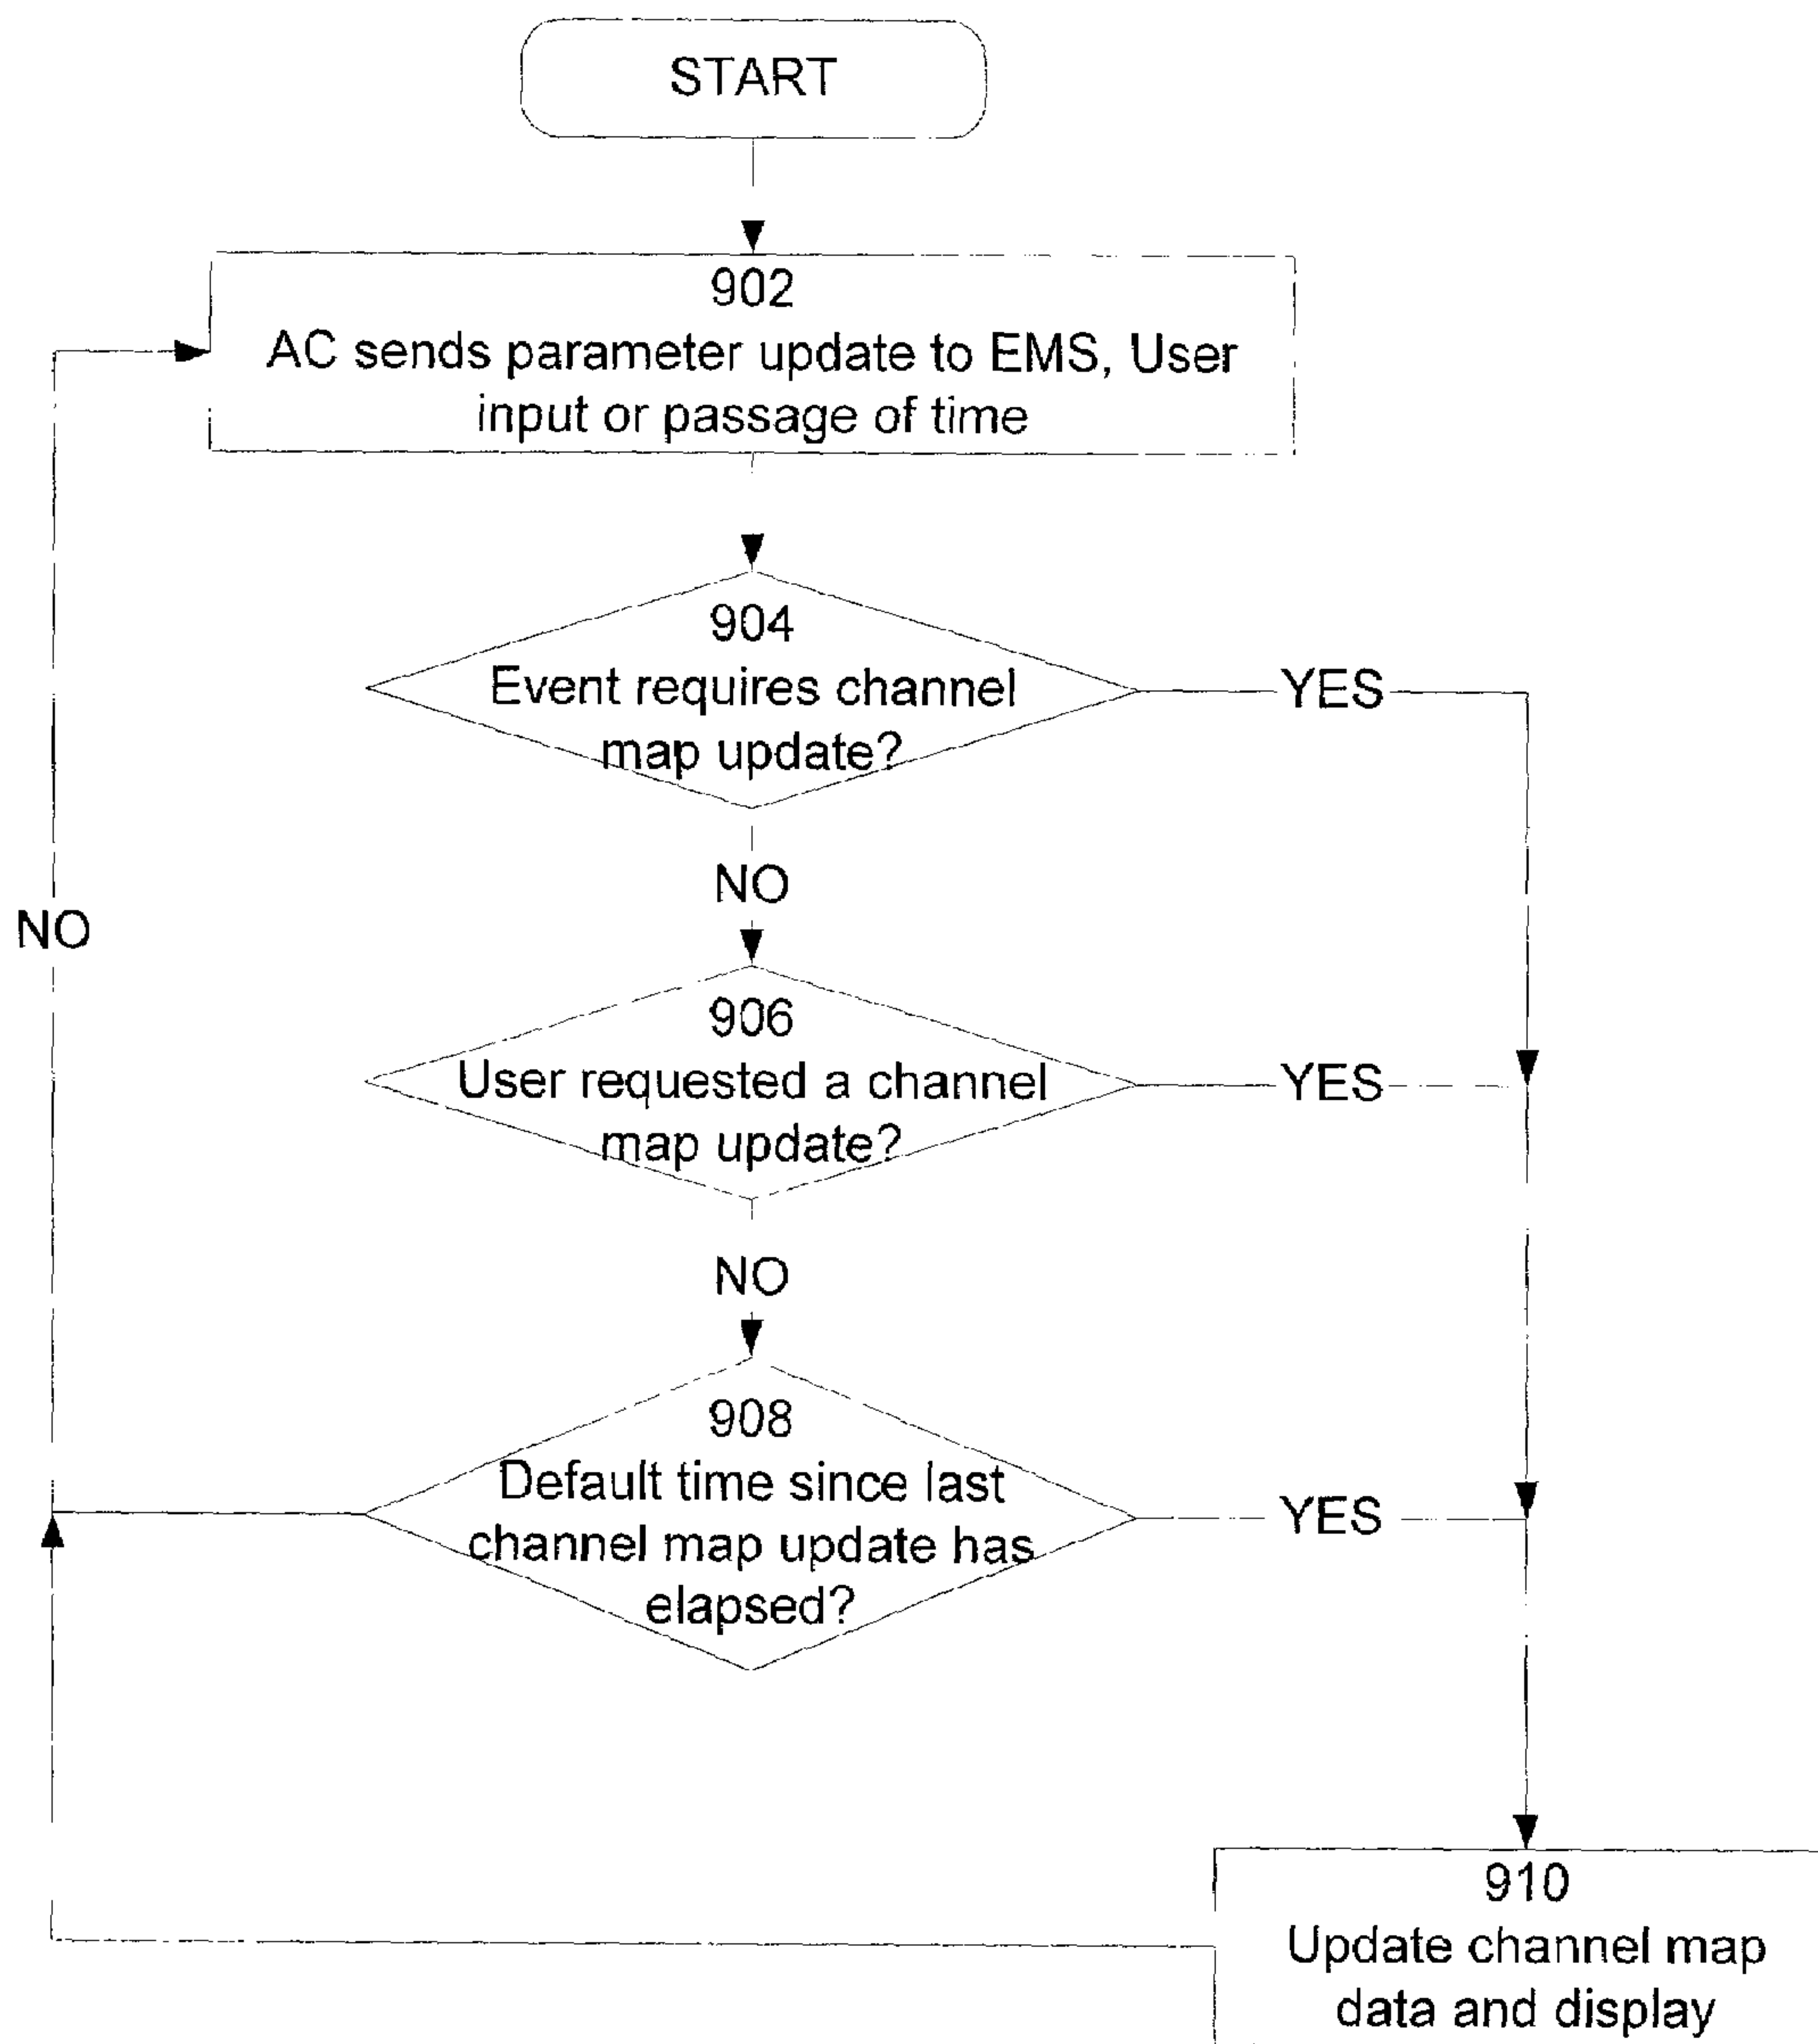 START
902
AC sends parameter update to EMS, User
input or passage of time
904
Event requires channel
map update?
YES
NO
NO
906
User requested a channel
map update?
YES
NO
908
Default time since last
channel map update has
elapsed?
YES
910
Update channel map
data and display